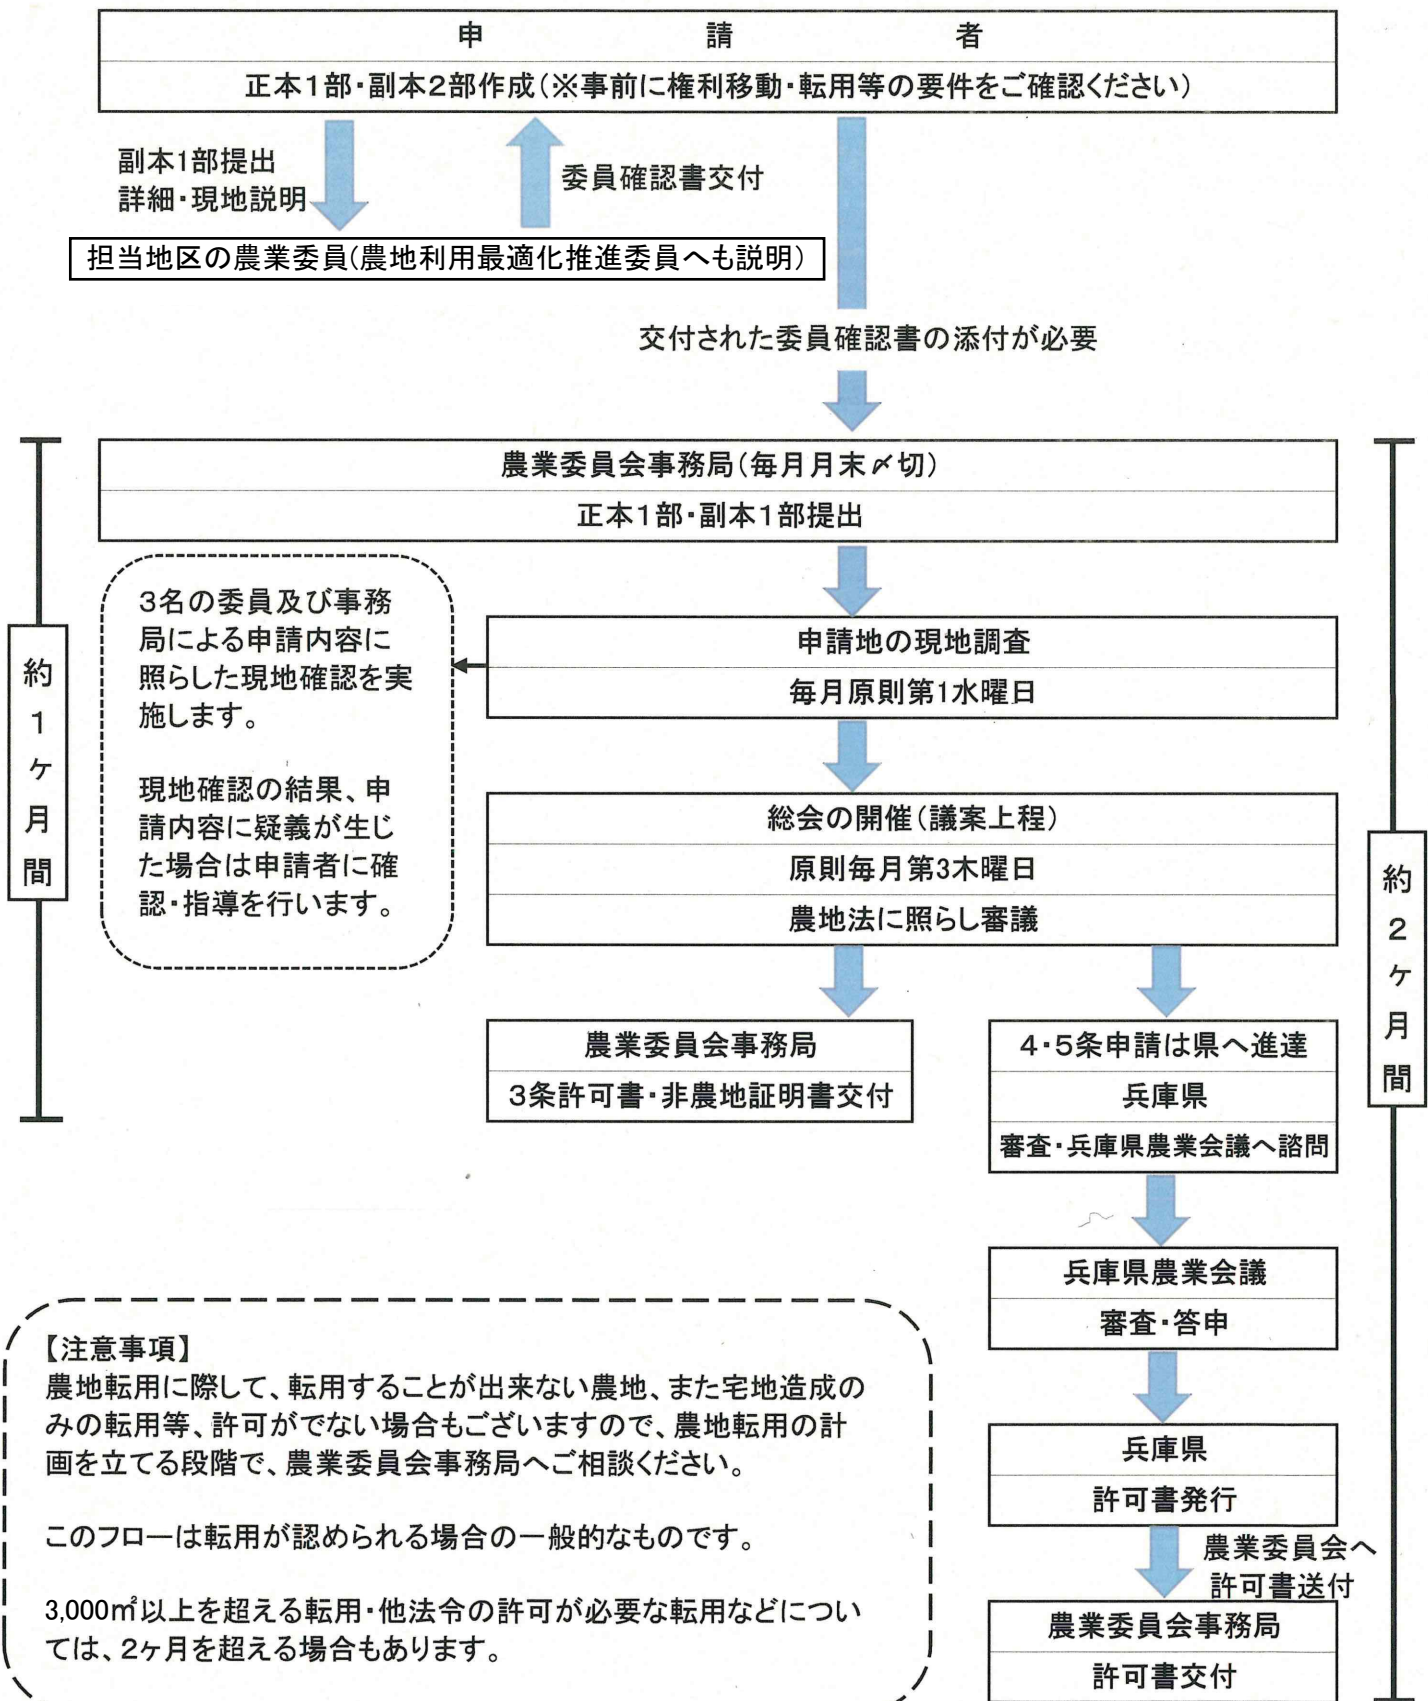 申請者
正本1部・副本2部作成(※事前に権利移動・転用等の要件をご確認ください)
副本1部提出
詳細・現地説明
委員確認書交付
担当地区の農業委員(農地利用最適化推進委員へも説明)
交付された委員確認書の添付が必要
農業委員会事務局(毎月月末〆切)
正本1部・副本1部提出
3名の委員及び事務
局による申請内容に
照らした現地確認を実
施します。
現地確認の結果、申
請内容に疑義が生じ
た場合は申請者に確
認・指導を行います。
申請地の現地調査
毎月原則第1水曜日
総会の開催(議案上程)
原則毎月第3木曜日
農地法に照らし審議
約1ヶ月間
約2ヶ月間
農業委員会事務局
3条許可書・非農地証明書交付
4・5条申請は県へ進達
兵庫県
審査・兵庫県農業会議へ諮問
兵庫県農業会議
審査・答申
兵庫県
許可書発行
農業委員会へ
許可書送付
農業委員会事務局
許可書交付
【注意事項】
農地転用に際して、転用することが出来ない農地、また宅地造成の
みの転用等、許可がでない場合もございますので、農地転用の計
画を立てる段階で、農業委員会事務局へご相談ください。
このフローは転用が認められる場合の一般的なものです。
3,000㎡以上を超える転用・他法令の許可が必要な転用などについ
ては、2ヶ月を超える場合もあります。